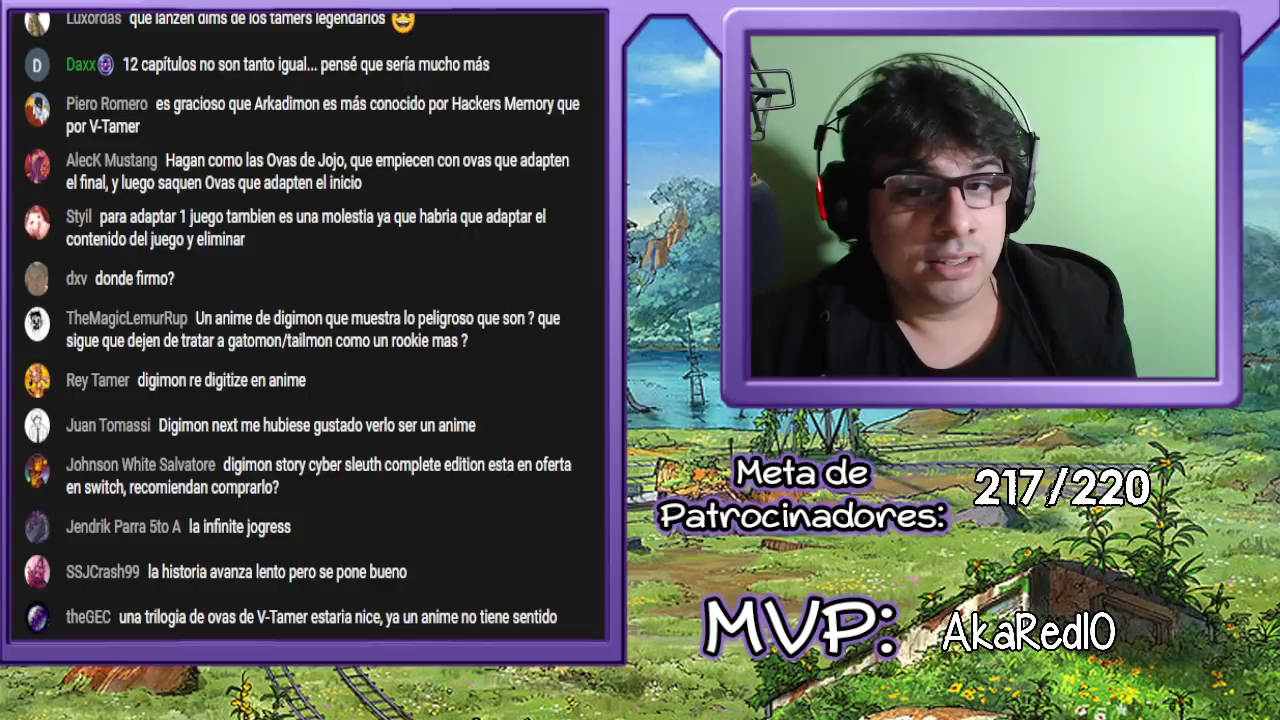 Luxordas que lanzen dims de los tamers legendarios
D Daxx 12 capítulos no son tanto igual... pensé que sería mucho más
Piero Romero es gracioso que Arkadimon es más conocido por Hackers Memory que
por V-Tamer
AlecK Mustang Hagan como las Ovas de Jojo, que empiecen con ovas que adapten
el final, y luego saquen Ovas que adapten el inicio
Styil para adaptar 1 juego tambien es una molestia ya que habria que adaptar el
contenido del juego y eliminar
dxv donde firmo?
TheMagicLemurRup Un anime de digimon que muestra lo peligroso que son ? que
sigue que dejen de tratar a gatomon/tailmon como un rookie mas ?
Rey Tamer digimon re digitize en anime
Juan Tomassi Digimon next me hubiese gustado verlo ser un anime
Johnson White Salvatore digimon story cyber sleuth complete edition esta en oferta
en switch, recomiendan comprarlo?
Jendrik Parra 5to A la infinite jogress
SSJCrash99 la historia avanza lento pero se pone bueno
theGEC una trilogia de ovas de V-Tamer estaria nice, ya un anime no tiene sentido
Meta de
Patrocinadores:
217/220
MVP:
AkaRed10